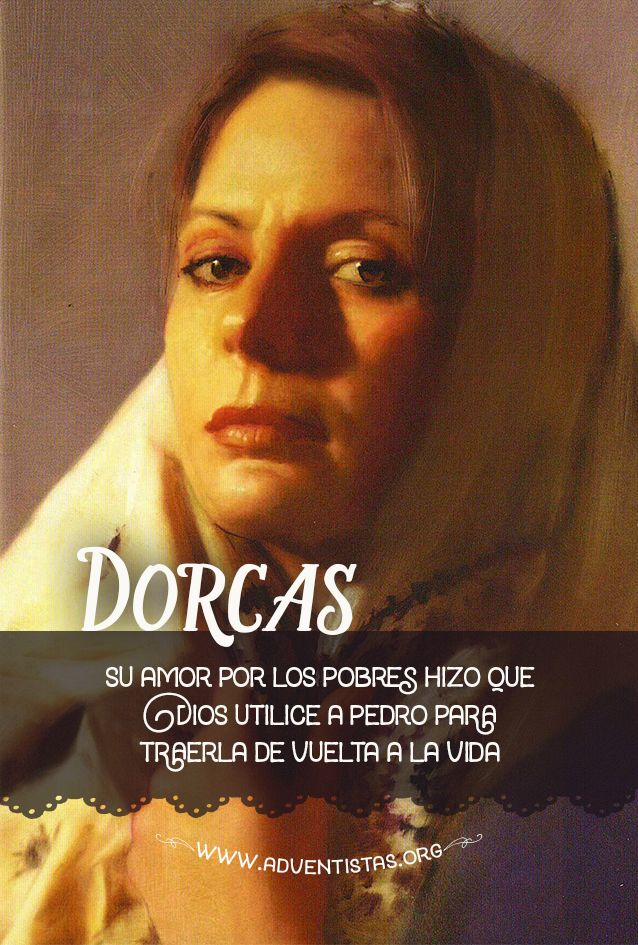 DORCAS
SU AMOR POR LOS POBRES HIZO QUE
DIOS UTILICE A PEDRO PARA
TRAERLA DE VUELTA A LA VIDA
WWW.ADVENTISTAS.ORG